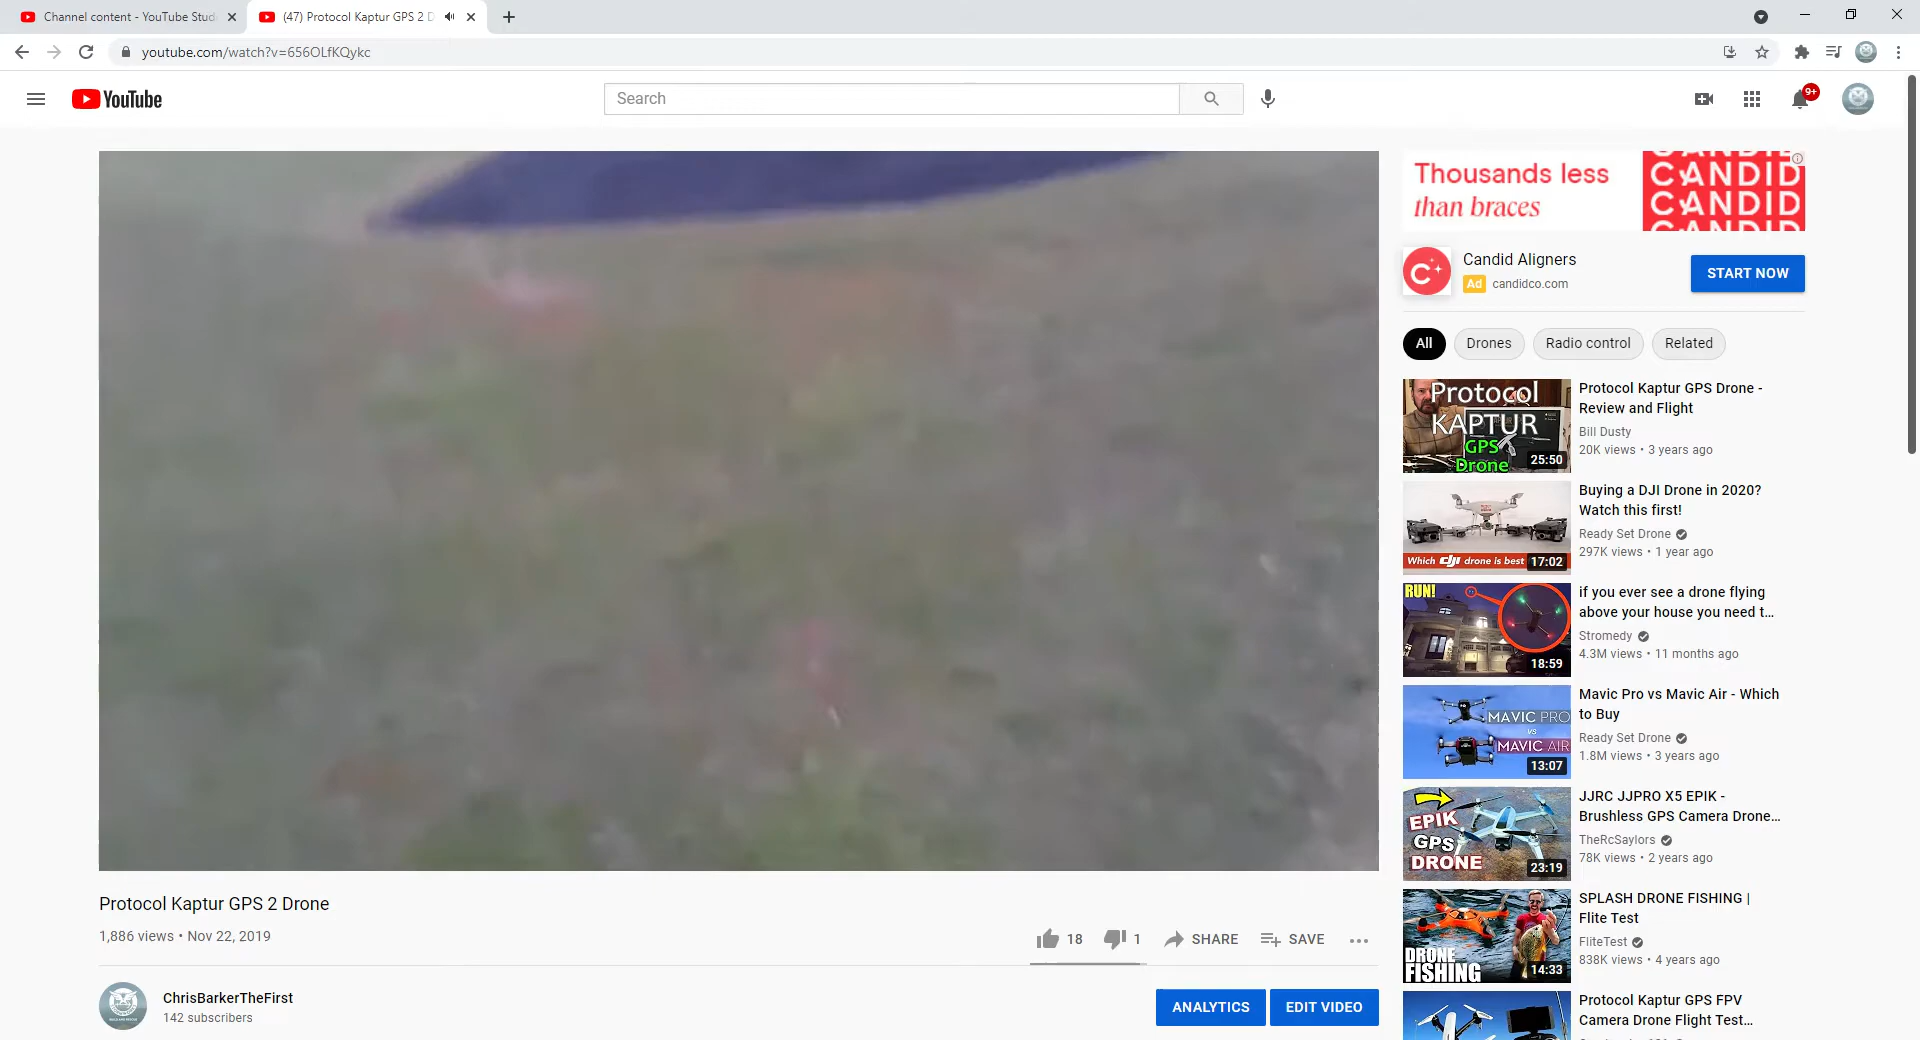 Channel content - YouTube Stud
(47) Protocol Kaptur GPS 2 D
youtube.com/watch?v=656OLfKQykc
YouTube
Search
9+
Thousands less
than braces
CANDID
CANDID
CANDID
CANDID
Candid Aligners
Ad candidco.com
START NOW
All
Drones
Radio control
Related
Protocol
KAPTUR
GPS
Drone
25:50
Protocol Kaptur GPS Drone -
Review and Flight
Bill Dusty
20K views • 3 years ago
Which DJI drone is best
17:02
Buying a DJI Drone in 2020?
Watch this first!
Ready Set Drone
297K views • 1 year ago
RUN!
18:59
if you ever see a drone flying
above your house you need t...
Stromedy
4.3M views • 11 months ago
MAVIC PRO
VS
MAVIC AIR
13:07
Mavic Pro vs Mavic Air - Which
to Buy
Ready Set Drone
1.8M views • 3 years ago
EPIK
GPS
DRONE
23:19
JJRC JJPRO X5 EPIK -
Brushless GPS Camera Drone...
TheRcSaylors
78K views • 2 years ago
DRONE
FISHING
14:33
SPLASH DRONE FISHING |
Flite Test
FliteTest
838K views • 4 years ago
Protocol Kaptur GPS FPV
Camera Drone Flight Test...
Protocol Kaptur GPS 2 Drone
1,886 views • Nov 22, 2019
18
1
SHARE
SAVE
ChrisBarkerTheFirst
142 subscribers
ANALYTICS
EDIT VIDEO